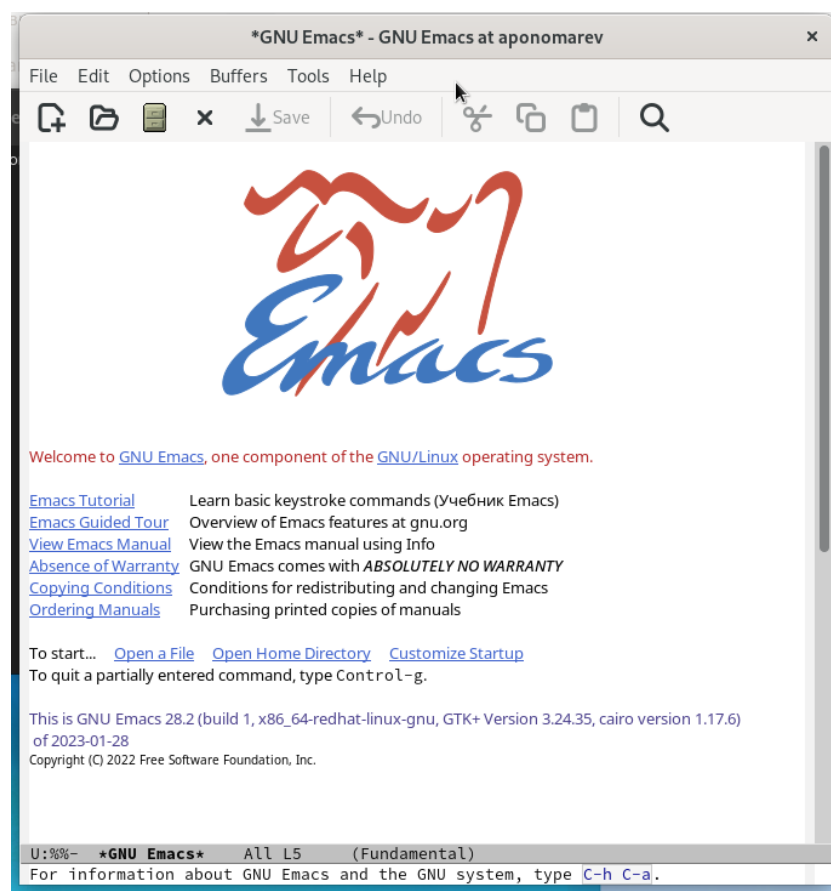 *GNU Emacs* - GNU Emacs at aponomarev
File Edit Options Buffers Tools Help
Save Undo
Emacs
Welcome to GNU Emacs, one component of the GNU/Linux operating system.
Emacs Tutorial Learn basic keystroke commands (Учебник Emacs)
Emacs Guided Tour Overview of Emacs features at gnu.org
View Emacs Manual View the Emacs manual using Info
Absence of Warranty GNU Emacs comes with ABSOLUTELY NO WARRANTY
Copying Conditions Conditions for redistributing and changing Emacs
Ordering Manuals Purchasing printed copies of manuals
To start... Open a File Open Home Directory Customize Startup
To quit a partially entered command, type Control-g.
This is GNU Emacs 28.2 (build 1, x86_64-redhat-linux-gnu, GTK+ Version 3.24.35, cairo version 1.17.6)
of 2023-01-28
Copyright (C) 2022 Free Software Foundation, Inc.
U:%%- *GNU Emacs* All L5 (Fundamental)
For information about GNU Emacs and the GNU system, type C-h C-a.